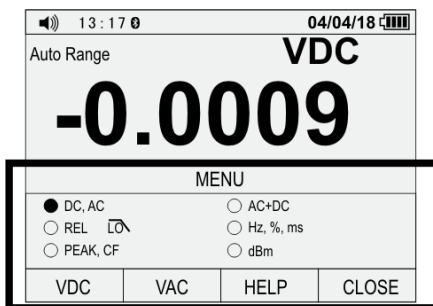 13:17 04/04/18
Auto Range VDC
-0.0009
MENU
DC, AC AC+DC
REL LO Hz, %, ms
PEAK, CF dBm
VDC VAC HELP CLOSE